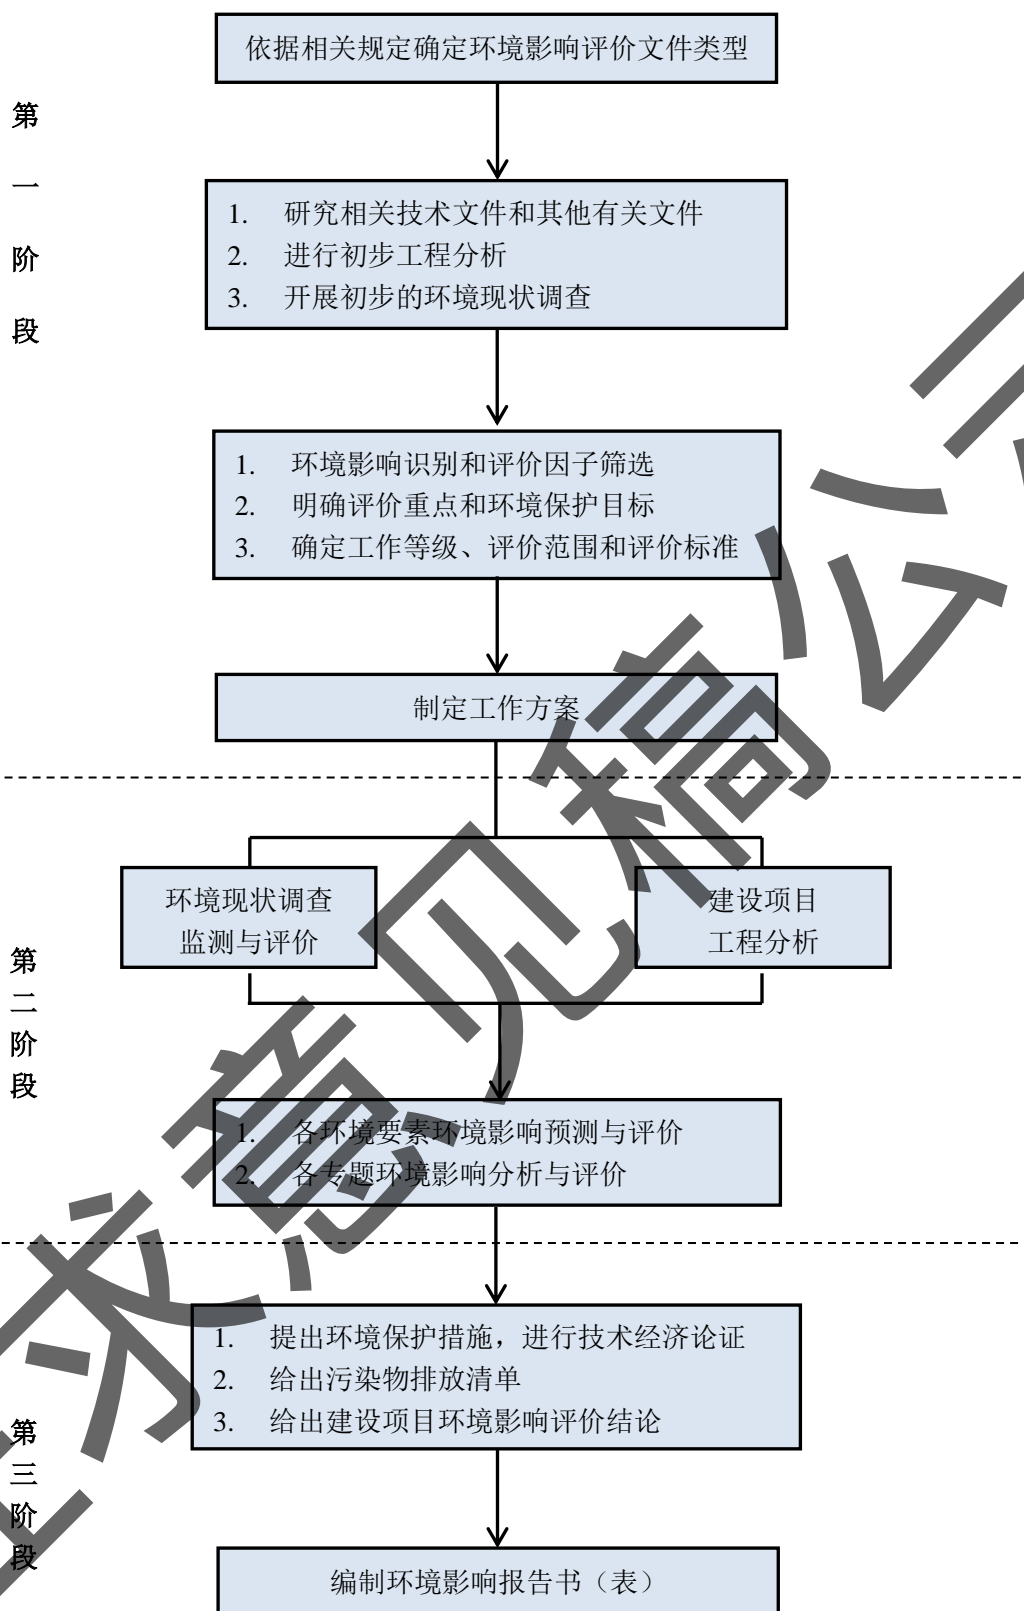 依据相关规定确定环境影响评价文件类型
第
一
阶
段
1. 研究相关技术文件和其他有关文件
2. 进行初步工程分析
3. 开展初步的环境现状调查
1. 环境影响识别和评价因子筛选
2. 明确评价重点和环境保护目标
3. 确定工作等级、评价范围和评价标准
制定工作方案
环境现状调查
监测与评价
建设项目
工程分析
第
二
阶
段
1. 各环境要素环境影响预测与评价
2. 各专题环境影响分析与评价
1. 提出环境保护措施，进行技术经济论证
2. 给出污染物排放清单
3. 给出建设项目环境影响评价结论
第
三
阶
段
编制环境影响报告书（表）
求意见稿公